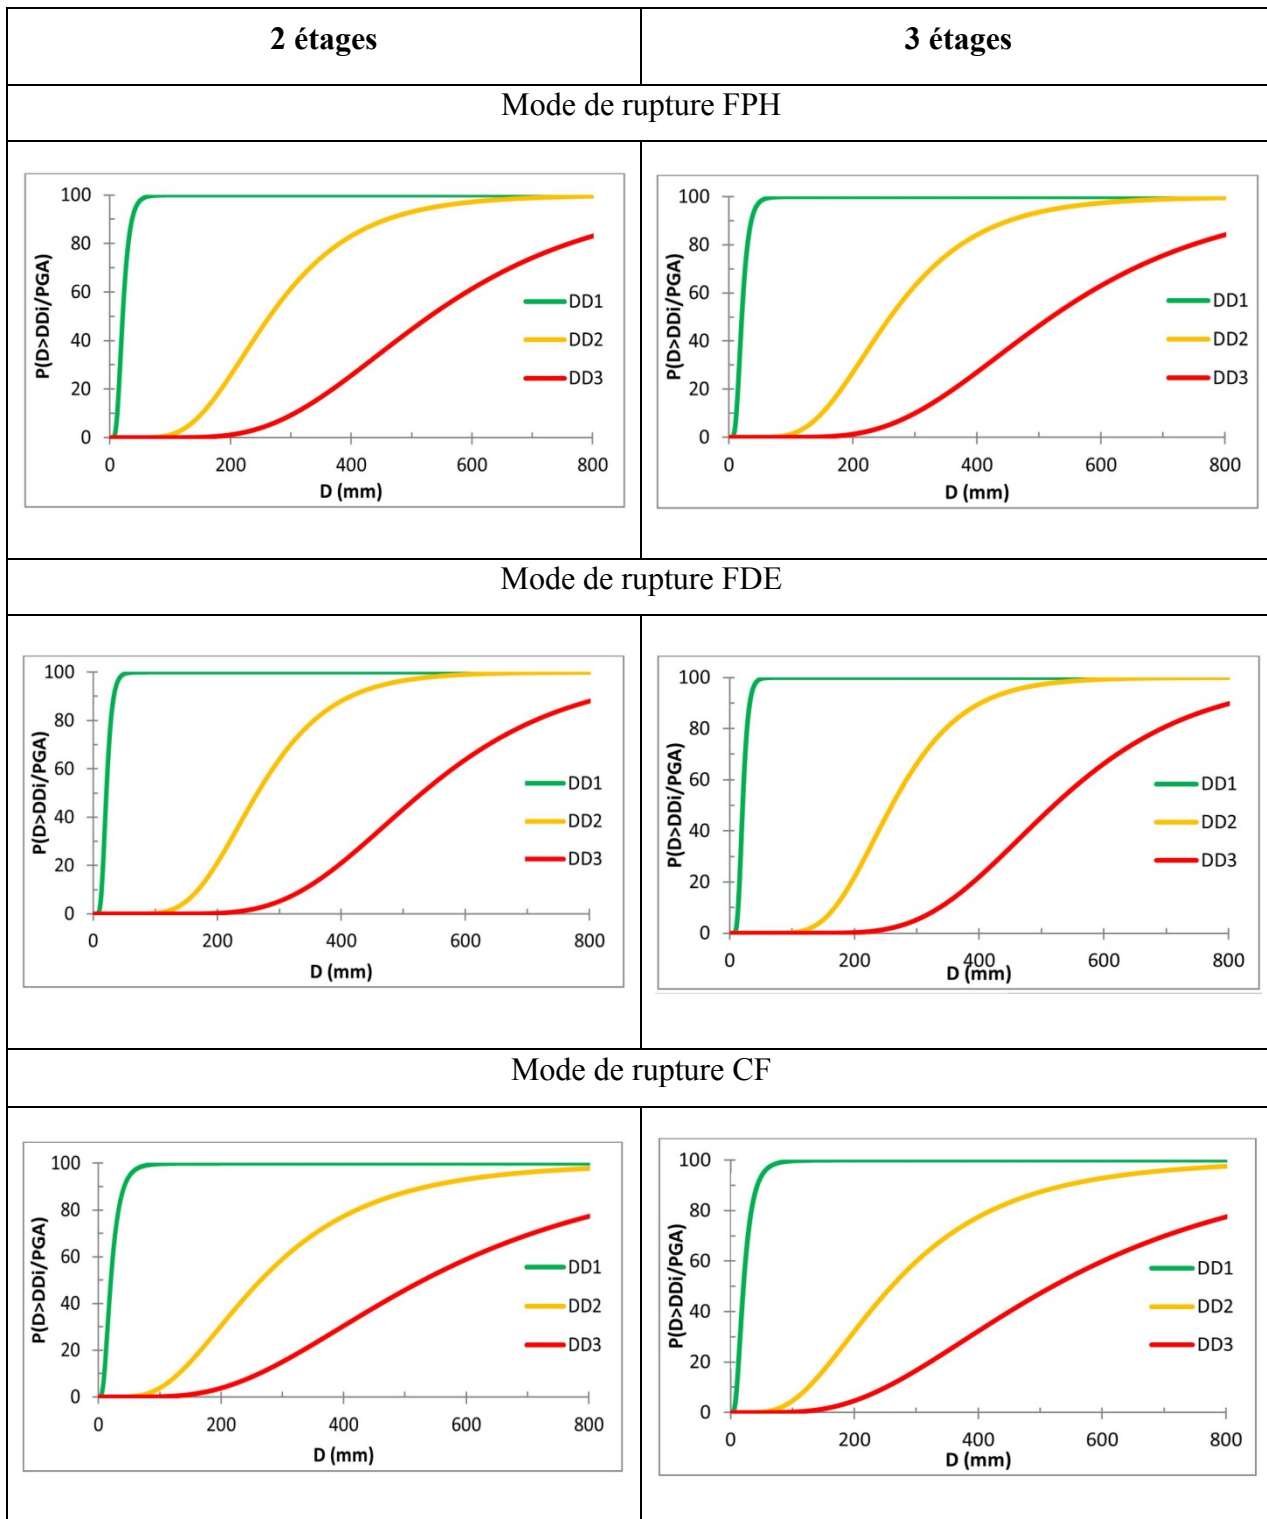 2 étages
3 étages
Mode de rupture FPH
P(D>DDi/PGA)
100
80
60
40
20
0
0 200 400 600 800
D (mm)
DD1
DD2
DD3
P(D>DDi/PGA)
100
80
60
40
20
0
0 200 400 600 800
D (mm)
DD1
DD2
DD3
Mode de rupture FDE
P(D>DDi/PGA)
100
80
60
40
20
0
0 200 400 600 800
D (mm)
DD1
DD2
DD3
P(D>DDi/PGA)
100
80
60
40
20
0
0 200 400 600 800
D (mm)
DD1
DD2
DD3
Mode de rupture CF
P(D>DDi/PGA)
100
80
60
40
20
0
0 200 400 600 800
D (mm)
DD1
DD2
DD3
P(D>DDi/PGA)
100
80
60
40
20
0
0 200 400 600 800
D (mm)
DD1
DD2
DD3